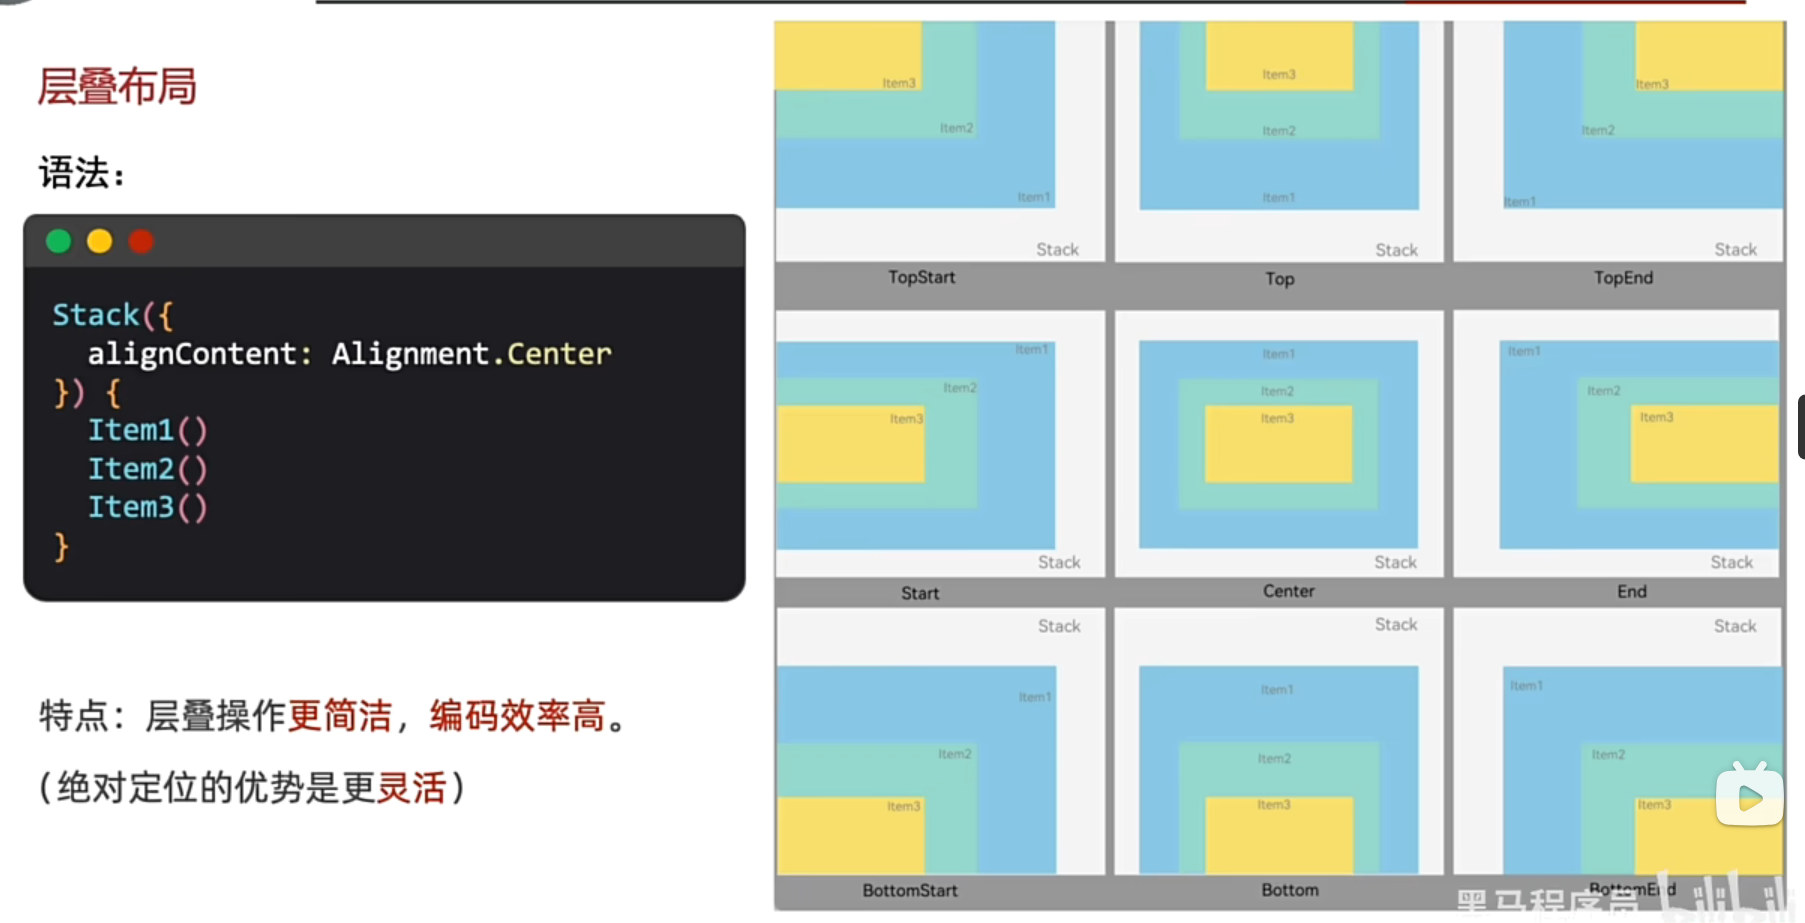 层叠布局
语法：
Stack({
alignContent: Alignment.Center
}) {
Item1()
Item2()
Item3()
}
特点：层叠操作更简洁，编码效率高。
（绝对定位的优势是更灵活）
Item3
Item2
Item1
Stack
TopStart
Item3
Item2
Item1
Stack
Top
Item3
Item2
Item1
Stack
TopEnd
Item1
Item2
Item3
Stack
Start
Item1
Item2
Item3
Stack
Center
Item1
Item2
Item3
Stack
End
Stack
Item1
Item2
Item3
BottomStart
Stack
Item1
Item2
Item3
Bottom
Stack
Item1
Item2
Item3
BottomEnd
黑马程序员
bilibili